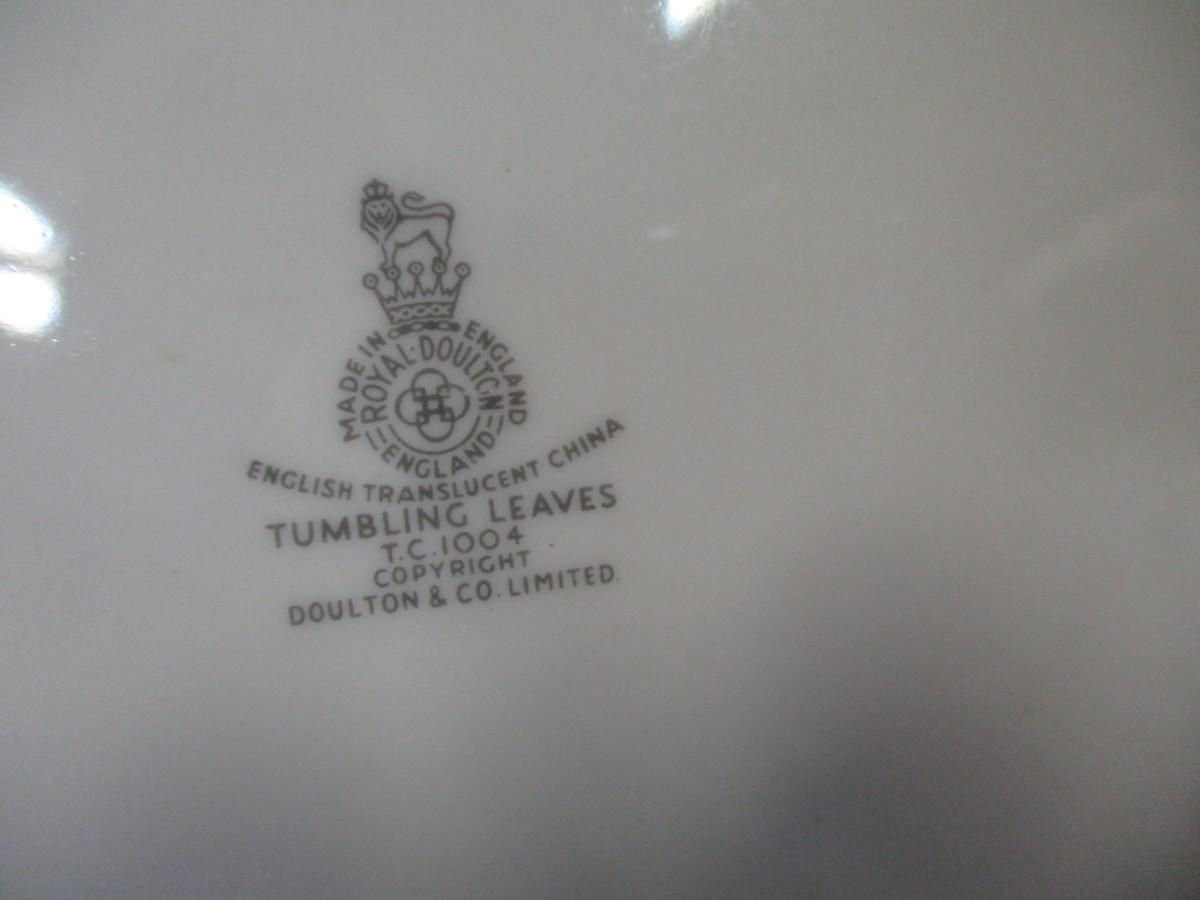 MADE IN ENGLAND
ROYAL·DOULTON
ENGLAND
ENGLISH TRANSLUCENT CHINA
TUMBLING LEAVES
T.C.1004
COPYRIGHT
DOULTON & CO. LIMITED.